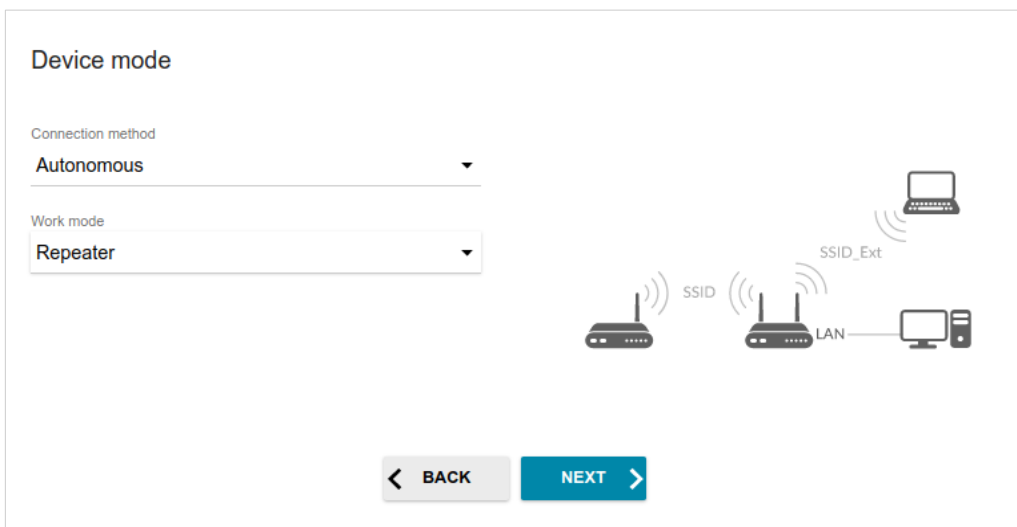 Device mode
Connection method
Autonomous
Work mode
Repeater
SSID_Ext
SSID
LAN
BACK
NEXT